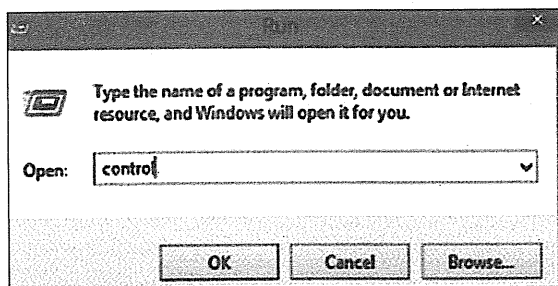 Run
Type the name of a program, folder, document or Internet
resource, and Windows will open it for you.
Open: control
OK Cancel Browse...